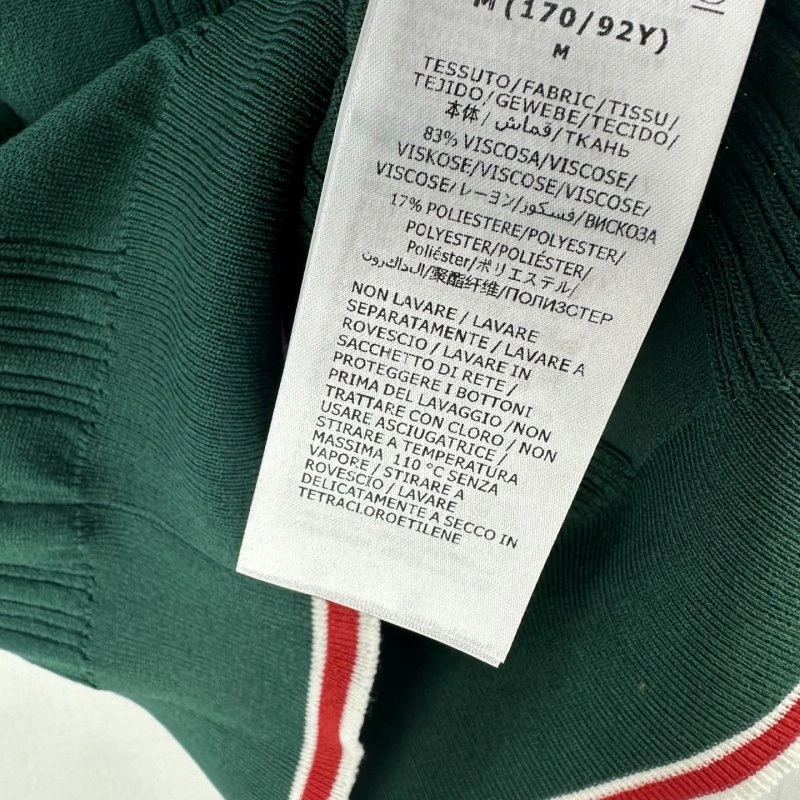 M (170/92Y)
M
TESSUTO/FABRIC/TISSU/
TEJIDO/GEWEBE/TECIDO/
本体/قماش/ТКАНЬ
83% VISCOSA/VISCOSE/
VISKOSE/VISCOSE/VISCOSE/
VISCOSE/レーヨン/فسكوز/ВИСКОЗА
17% POLIESTERE/POLYESTER/
POLYESTER/POLIÉSTER/
Poliéster/ポリエステル/
الداكرون/聚酯纤维/ПОЛИЭСТЕР
NON LAVARE / LAVARE
SEPARATAMENTE / LAVARE A
ROVESCIO / LAVARE IN
SACCHETTO DI RETE /
PROTEGGERE I BOTTONI
PRIMA DEL LAVAGGIO /NON
TRATTARE CON CLORO / NON
USARE ASCIUGATRICE /
STIRARE A TEMPERATURA
MASSIMA 110 °C SENZA
VAPORE / STIRARE A
ROVESCIO / LAVARE
DELICATAMENTE A SECCO IN
TETRACLOROETILENE